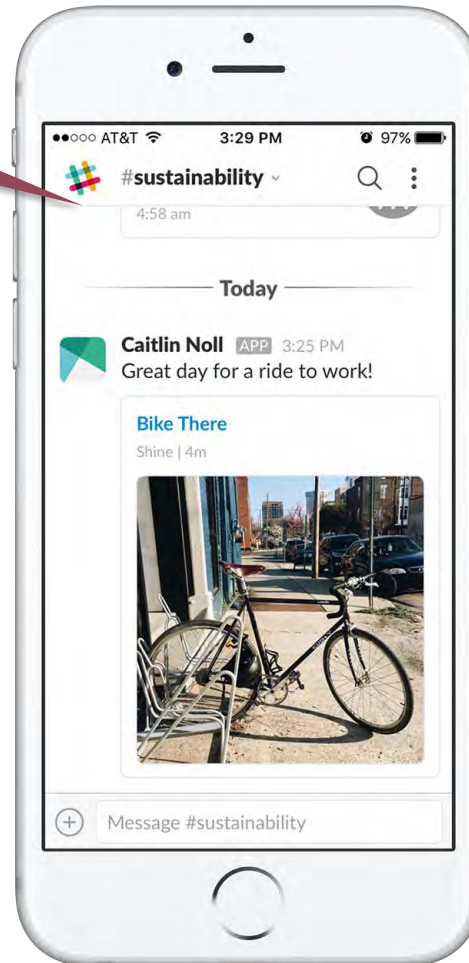 AT&T 3:29 PM 97%
#sustainability
4:58 am
Today
Caitlin Noll APP 3:25 PM
Great day for a ride to work!
Bike There
Shine | 4m
SURLY
Message #sustainability